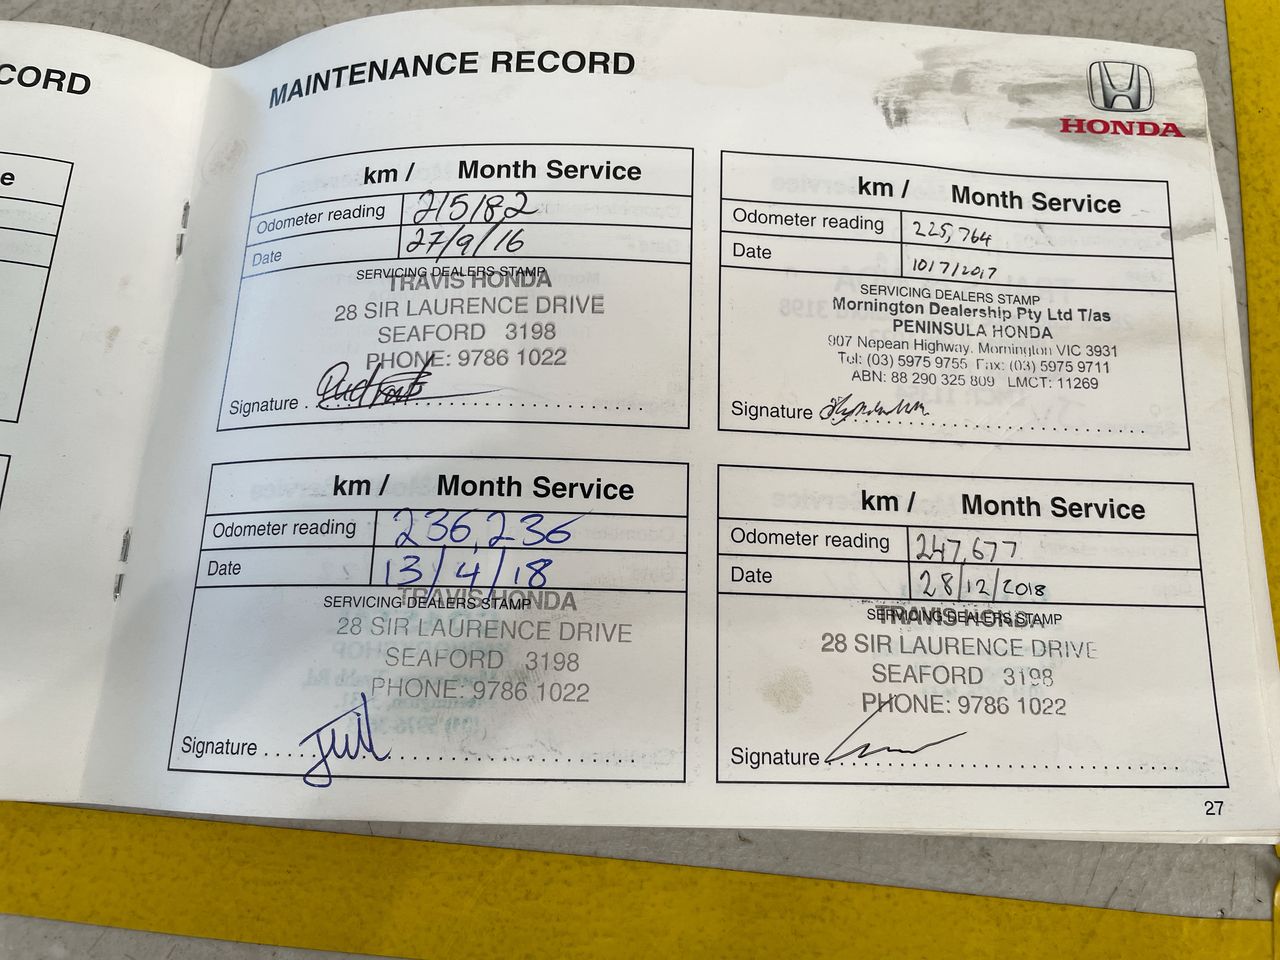 CORD
e
MAINTENANCE RECORD
HONDA
km / Month Service
Odometer reading 215182
Date 27/9/16
SERVICING DEALERS STAMP
TRAVIS HONDA
28 SIR LAURENCE DRIVE
SEAFORD 3198
PHONE: 9786 1022
Signature
km / Month Service
Odometer reading 225,764
Date 10/7/2017
SERVICING DEALERS STAMP
Mornington Dealership Pty Ltd T/as
PENINSULA HONDA
907 Nepean Highway, Mornington VIC 3931
Tel: (03) 5975 9755 Fax: (03) 5975 9711
ABN: 88 290 325 809 LMCT: 11269
Signature
km / Month Service
Odometer reading 236,236
Date 13/4/18
SERVICING DEALERS STAMP
TRAVIS HONDA
28 SIR LAURENCE DRIVE
SEAFORD 3198
PHONE: 9786 1022
Signature
km / Month Service
Odometer reading 247,677
Date 28/12/2018
SERVICING DEALERS STAMP
TRAVIS HONDA
28 SIR LAURENCE DRIVE
SEAFORD 3198
PHONE: 9786 1022
Signature
27